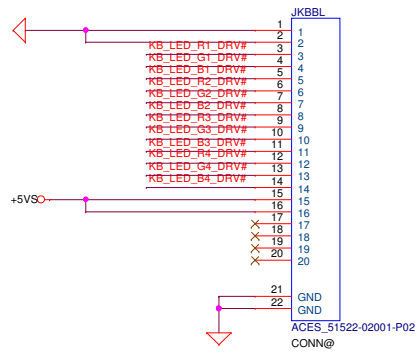 JKBBL
1 1
2 2
KB_LED_R1_DRV# 3 3
KB_LED_G1_DRV# 4 4
KB_LED_B1_DRV# 5 5
KB_LED_R2_DRV# 6 6
KB_LED_G2_DRV# 7 7
KB_LED_B2_DRV# 8 8
KB_LED_R3_DRV# 9 9
KB_LED_G3_DRV# 10 10
KB_LED_B3_DRV# 11 11
KB_LED_R4_DRV# 12 12
KB_LED_G4_DRV# 13 13
KB_LED_B4_DRV# 14 14
+5VS 15 15
16 16
17 17
18 18
19 19
20 20
21 GND
22 GND
ACES_51522-02001-P02
CONN@